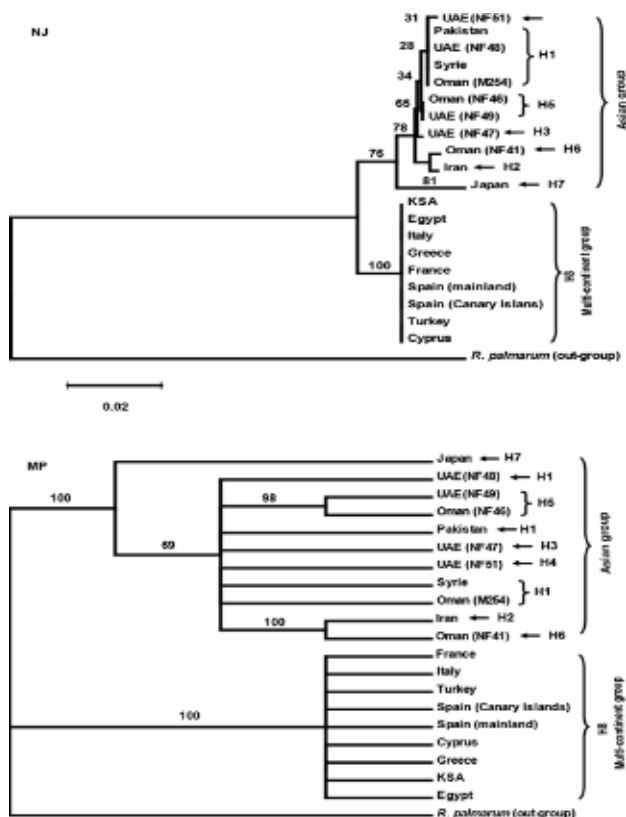 NJ
31 UAE (NF51) ←
Pakistan
28 UAE (NF48) H1
Syrie
34 Oman (M254)
65 Oman (NF46) H5
UAE (NF49)
78 UAE (NF47) ← H3
76 Oman (NF41) ← H6
Iran ← H2
81 Japan ← H7
Asian group
KSA
Egypt
Italy
Greece
100 France
Spain (mainland)
Spain (Canary Islans)
Turkey
Cyprus
H8
Multi-continent group
R. palmarum (out-group)
0.02
MP
Japan ← H7
100
UAE(NF48) ← H1
98 UAE(NF49) H5
Oman (NF46)
Pakistan ← H1
69 UAE (NF47) ← H3
UAE (NF51) ← H4
Syrie H1
Oman (M254)
100 Iran ← H2
Oman (NF41) ← H6
Asian group
France
Italy
Turkey
Spain (Canary Islands)
100 Spain (mainland)
Cyprus
Greece
KSA
Egypt
H8
Multi-continent group
R. palmarum (out group)